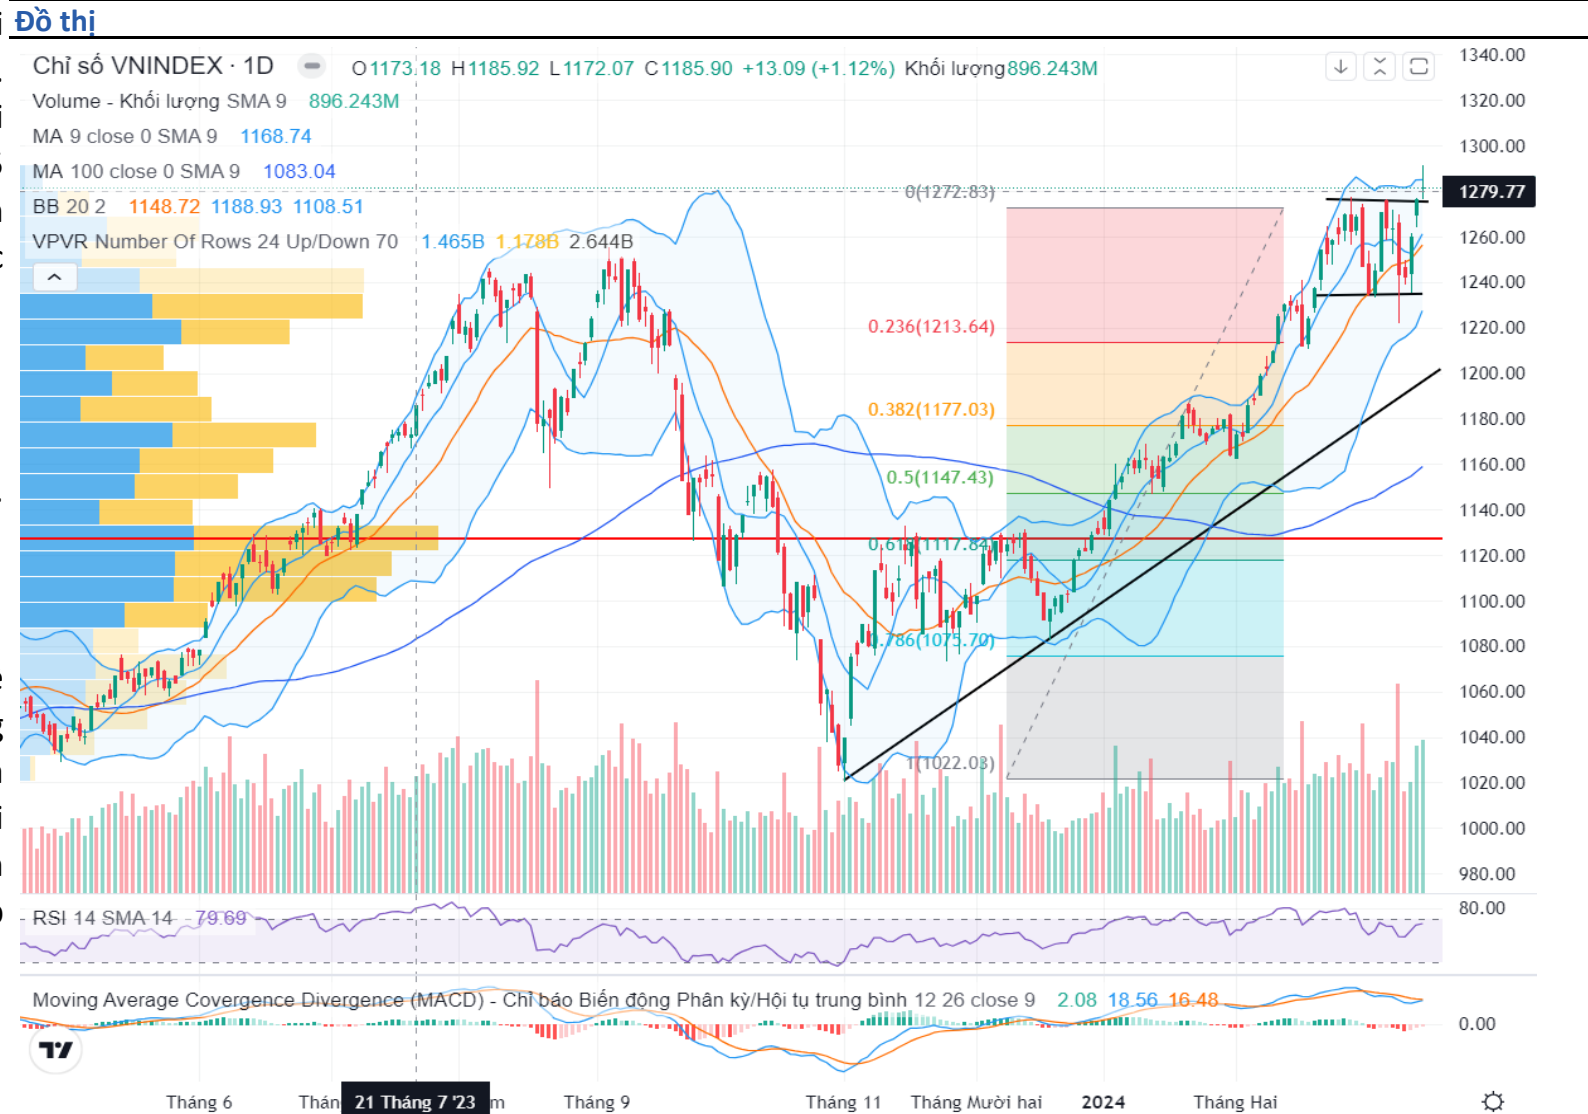 Đồ thị
Chỉ số VNINDEX · 1D O1173.18 H1185.92 L1172.07 C1185.90 +13.09 (+1.12%) Khối lượng896.243M
Volume - Khối lượng SMA 9 896.243M
MA 9 close 0 SMA 9 1168.74
MA 100 close 0 SMA 9 1083.04
BB 20 2 1148.72 1188.93 1108.51
VPVR Number Of Rows 24 Up/Down 70 1.465B 1.178B 2.644B
1340.00
1320.00
1300.00
1279.77
1260.00
1240.00
1220.00
1200.00
1180.00
1160.00
1140.00
1120.00
1100.00
1080.00
1060.00
1040.00
1020.00
1000.00
980.00
0(1272.83)
0.236(1213.64)
0.382(1177.03)
0.5(1147.43)
0.786(1075.70)
1(1022.03)
RSI 14 SMA 14 79.69
80.00
Moving Average Covergence Divergence (MACD) - Chỉ báo Biến động Phân kỳ/Hội tụ trung bình 12 26 close 9 2.08 18.56 16.48
0.00
Tháng 6 21 Tháng 7 '23 Tháng 9 Tháng 11 Tháng Mười hai 2024 Tháng Hai